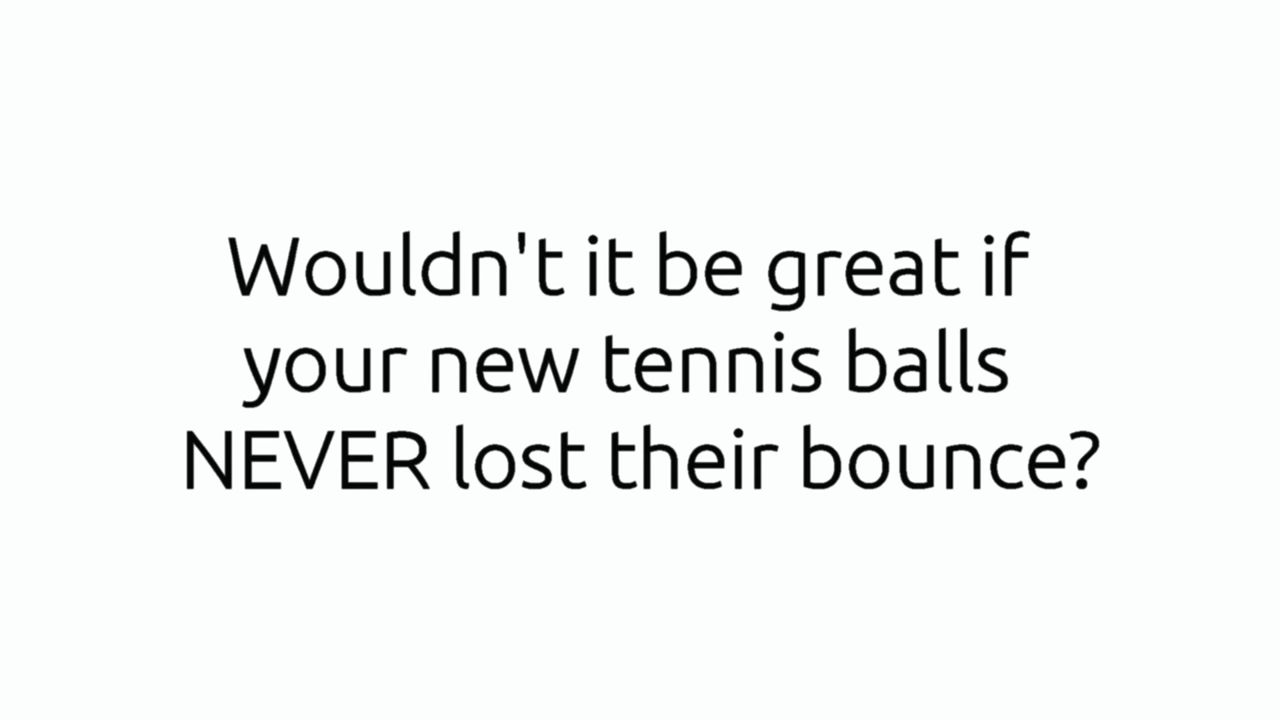 Wouldn't it be great if
your new tennis balls
NEVER lost their bounce?